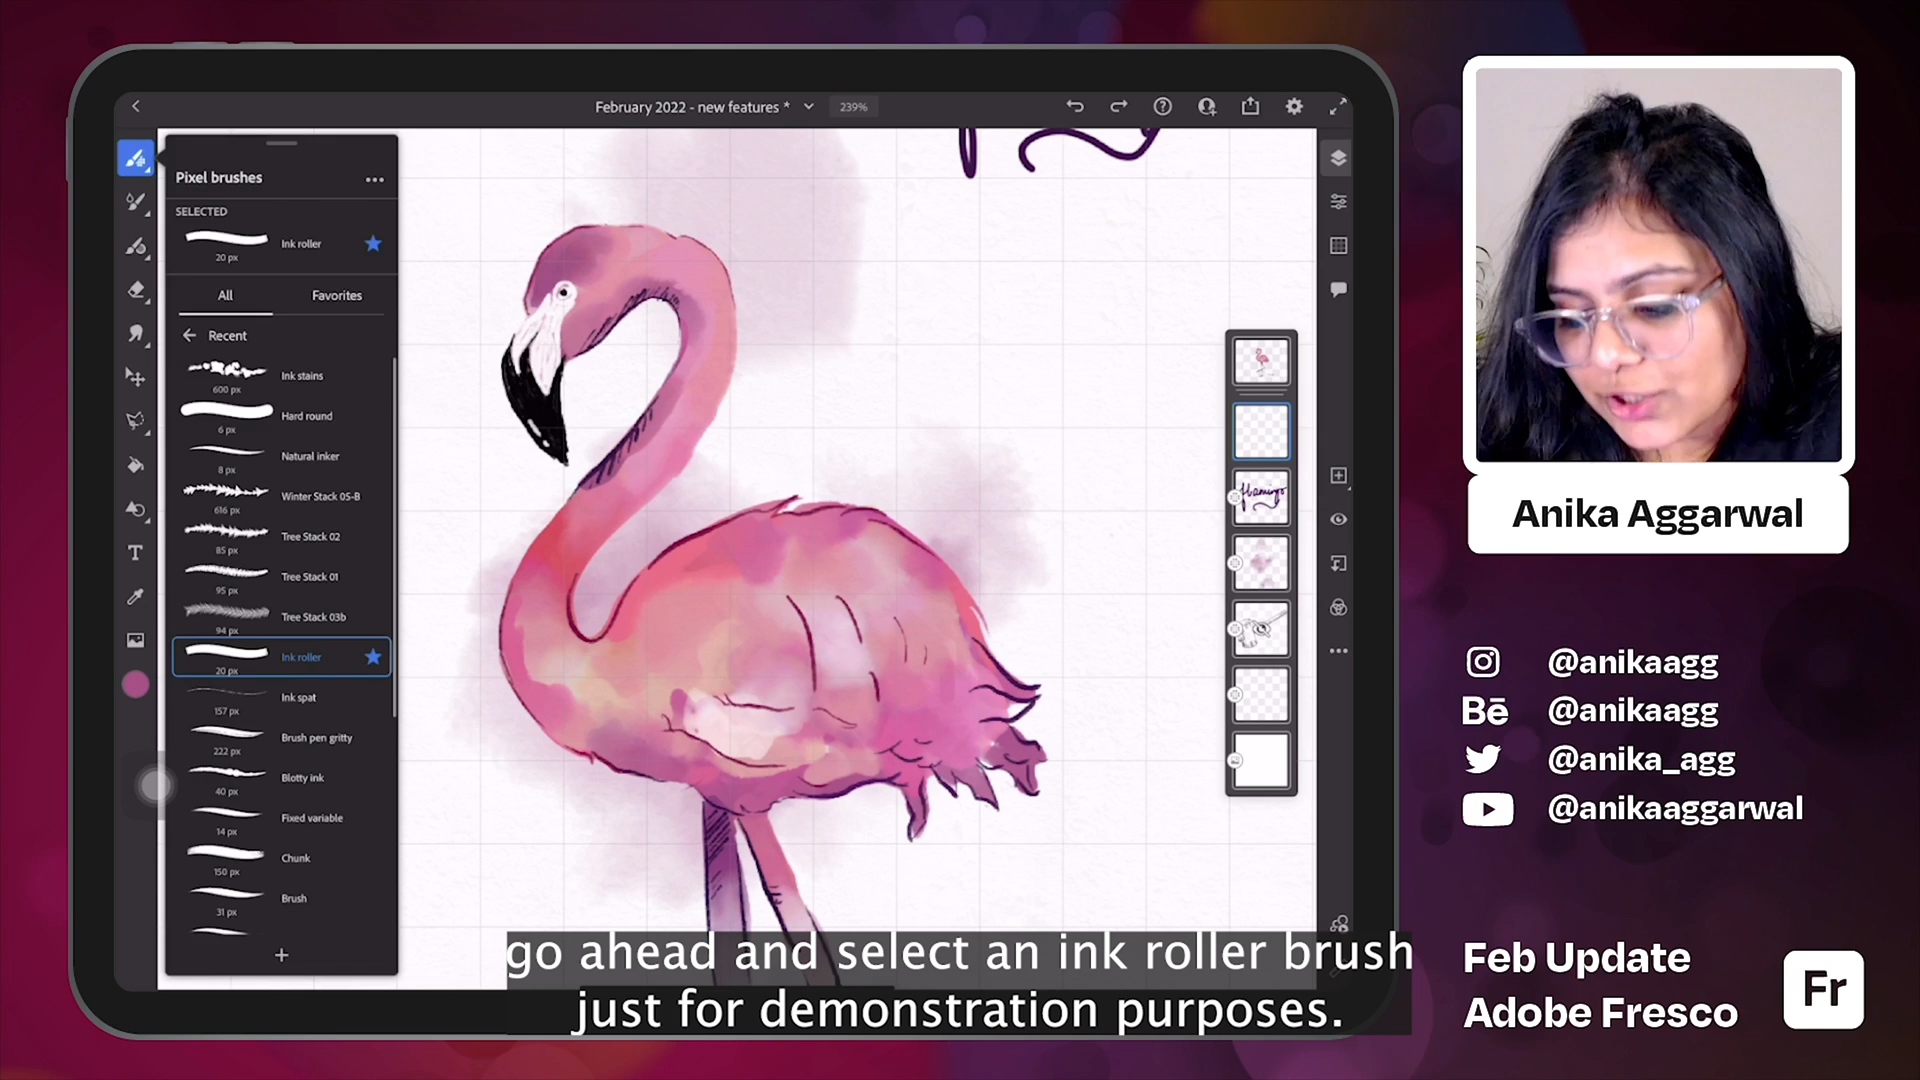 February 2022 - new features *
239%
Pixel brushes
SELECTED
Ink roller
20 px
All
Favorites
Recent
Ink stains
600 px
Hard round
6 px
Natural inker
8 px
Winter Stack 05-B
616 px
Tree Stack 02
85 px
Tree Stack 01
95 px
Tree Stack 03b
94 px
Ink roller
20 px
Ink spat
157 px
Brush pen gritty
222 px
Blotty ink
40 px
Fixed variable
14 px
Chunk
150 px
Brush
31 px
flamingo
Anika Aggarwal
@anikaagg
Bē @anikaagg
@anika_agg
@anikaaggarwal
Feb Update
Adobe Fresco
Fr
go ahead and select an ink roller brush
just for demonstration purposes.